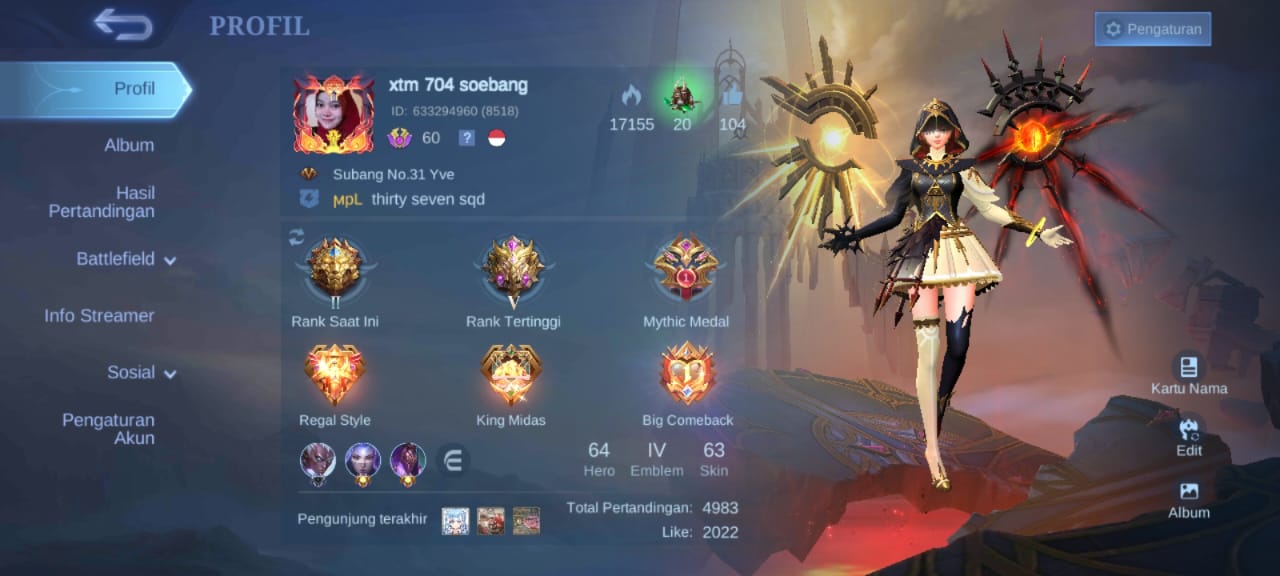 PROFIL
Pengaturan
Profil
Album
Hasil
Pertandingan
Battlefield
Info Streamer
Sosial
Pengaturan
Akun
xtm 704 soebang
ID: 633294960 (8518)
60
?
17155
20
104
Subang No.31 Yve
MpL thirty seven sqd
II
V
Rank Saat Ini
Rank Tertinggi
Mythic Medal
Regal Style
King Midas
Big Comeback
64
IV
63
Hero
Emblem
Skin
Pengunjung terakhir
Total Pertandingan: 4983
Like: 2022
Kartu Nama
Edit
Album